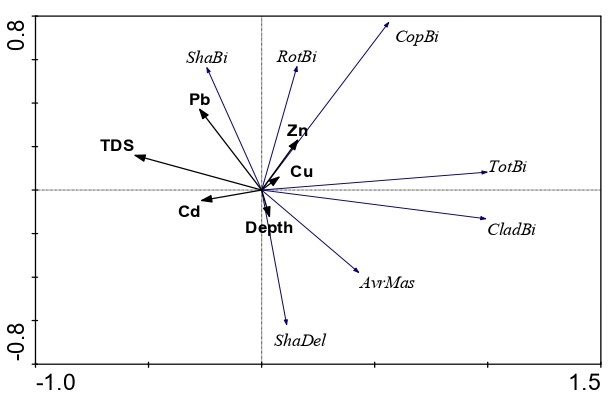 0.8
CopBi
ShaBi
RotBi
Pb
Zn
TDS
Cu
TotBi
Cd
Depth
CladBi
AvrMas
ShaDel
-0.8
-1.0
1.5